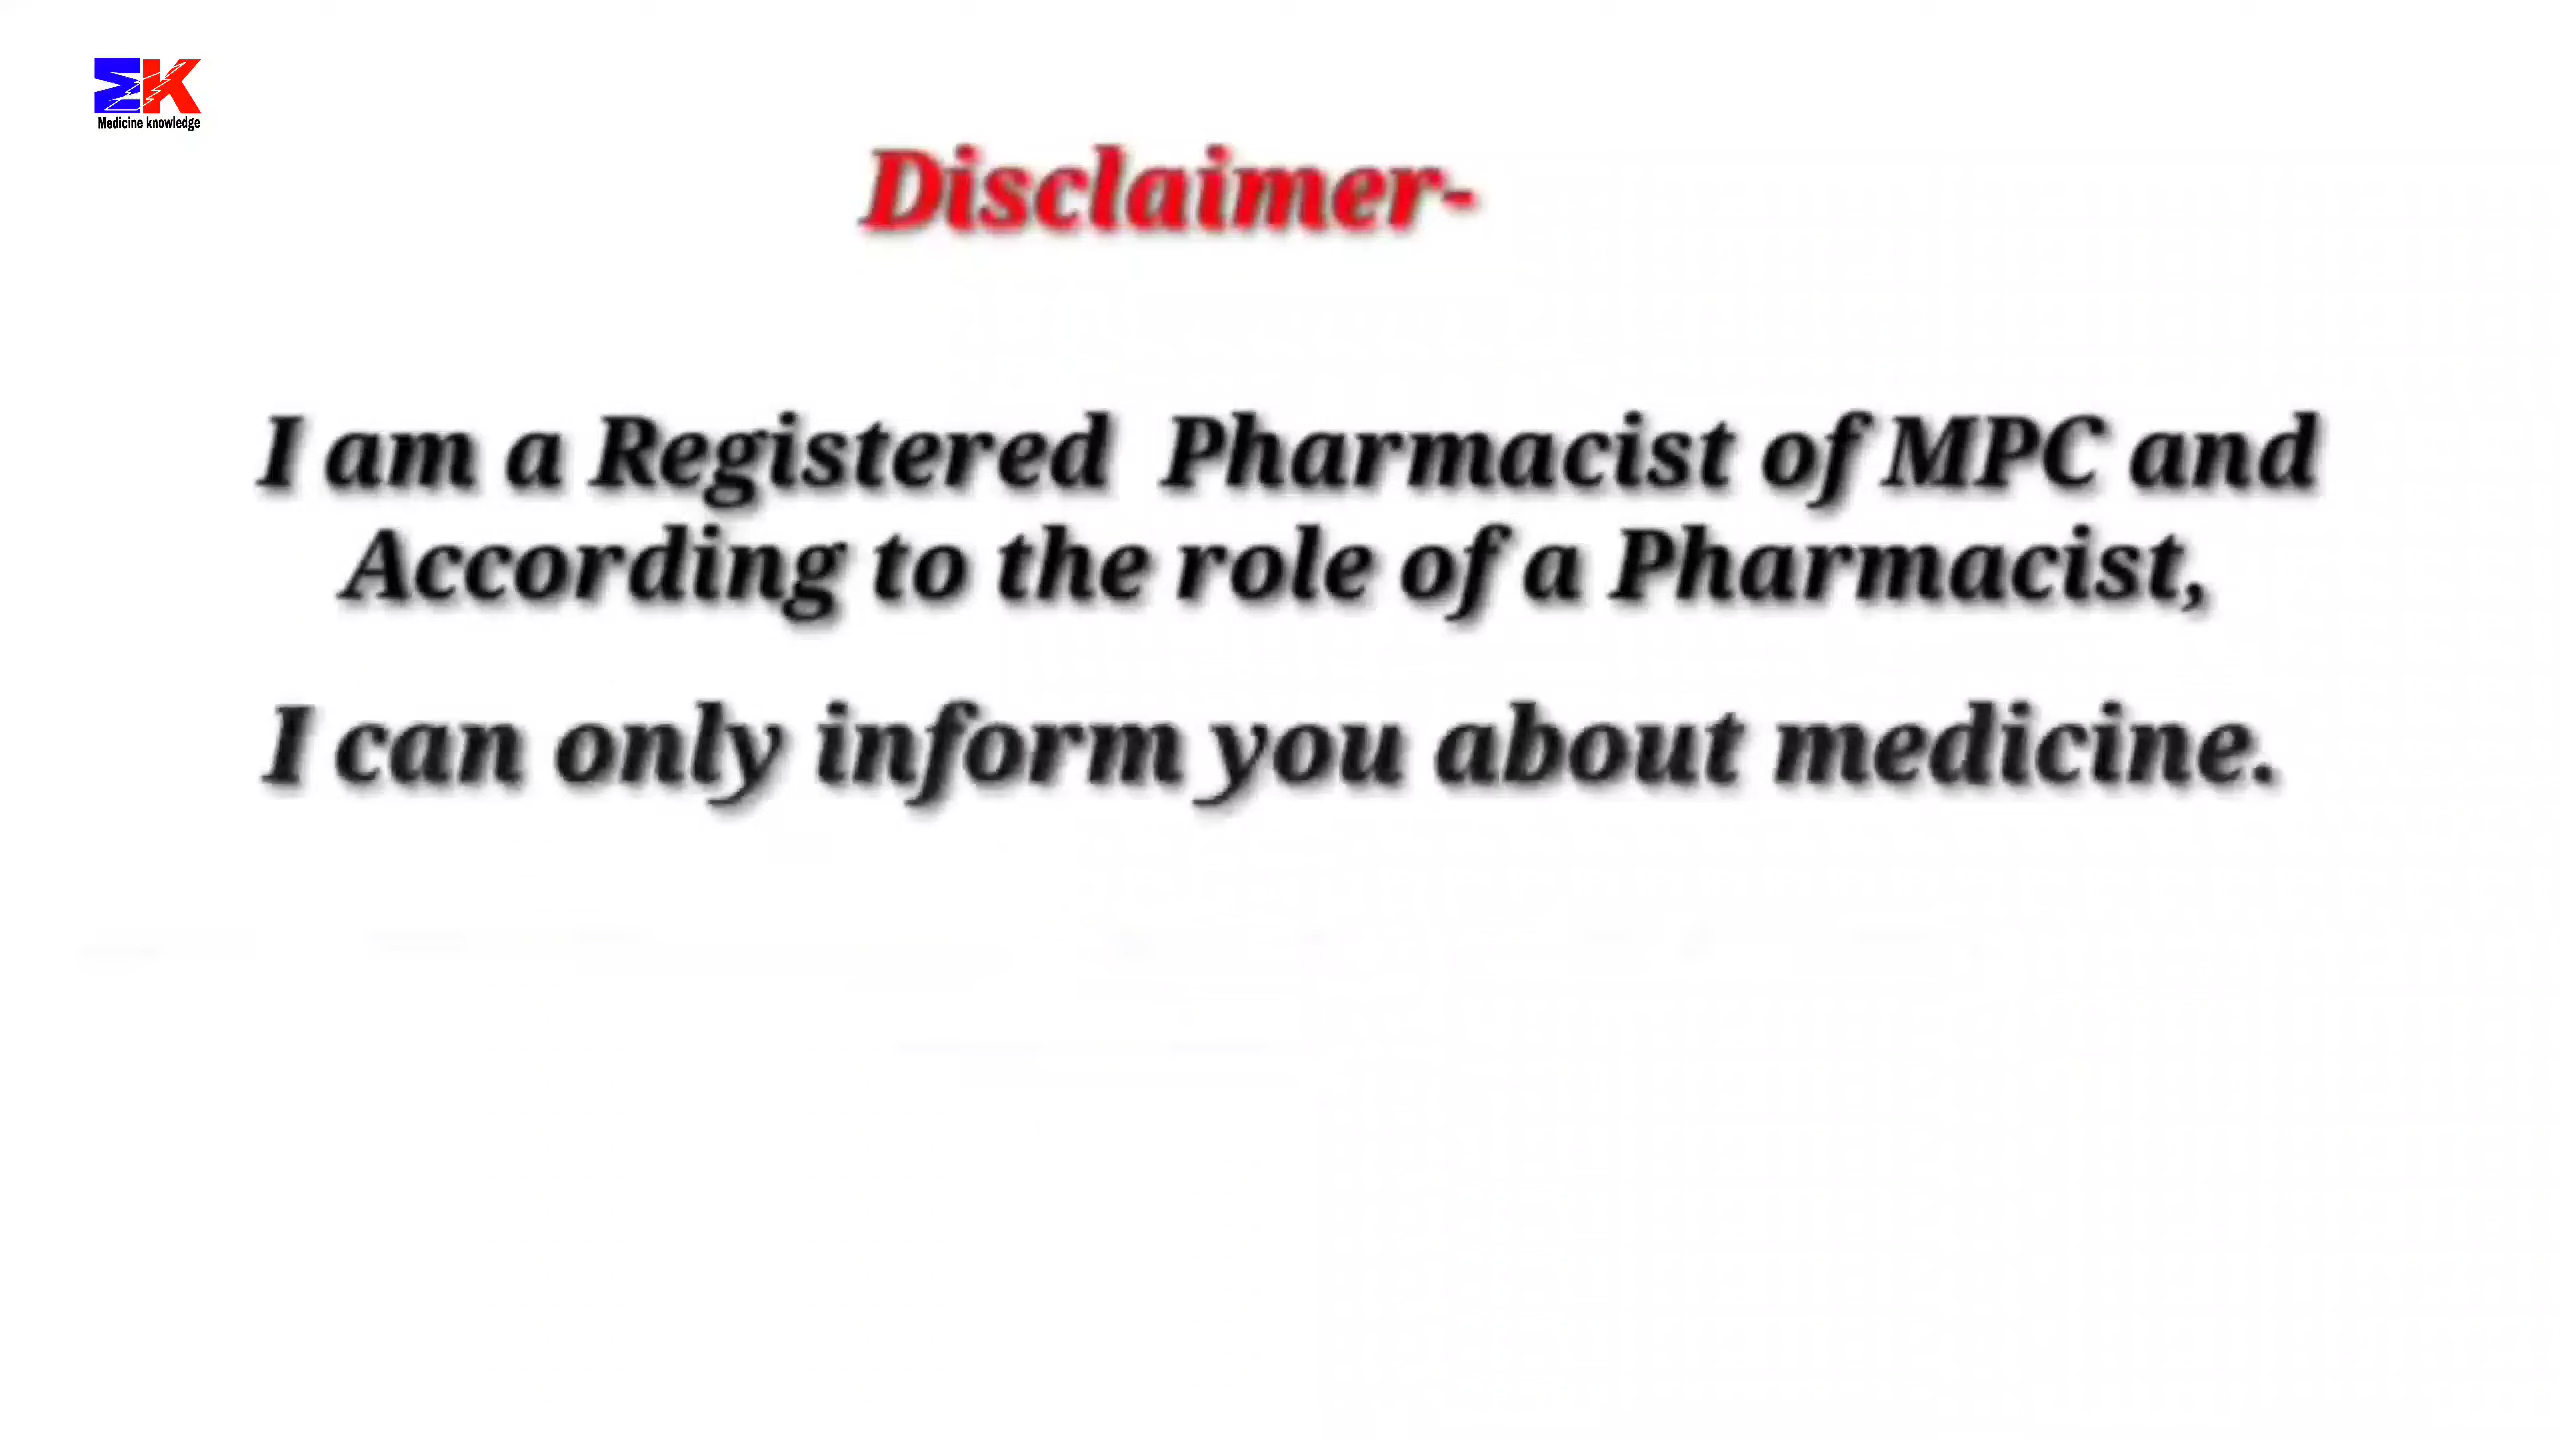 Medicine knowledge
Disclaimer-
I am a Registered Pharmacist of MPC and
According to the role of a Pharmacist,
I can only inform you about medicine.